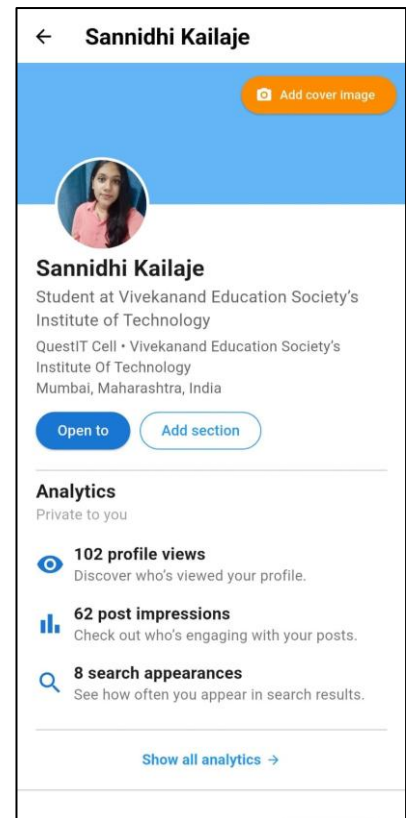 Sannidhi Kailaje
Add cover image
Sannidhi Kailaje
Student at Vivekanand Education Society's
Institute of Technology
QuestIT Cell • Vivekanand Education Society's
Institute Of Technology
Mumbai, Maharashtra, India
Open to
Add section
Analytics
Private to you
102 profile views
Discover who's viewed your profile.
62 post impressions
Check out who's engaging with your posts.
8 search appearances
See how often you appear in search results.
Show all analytics →